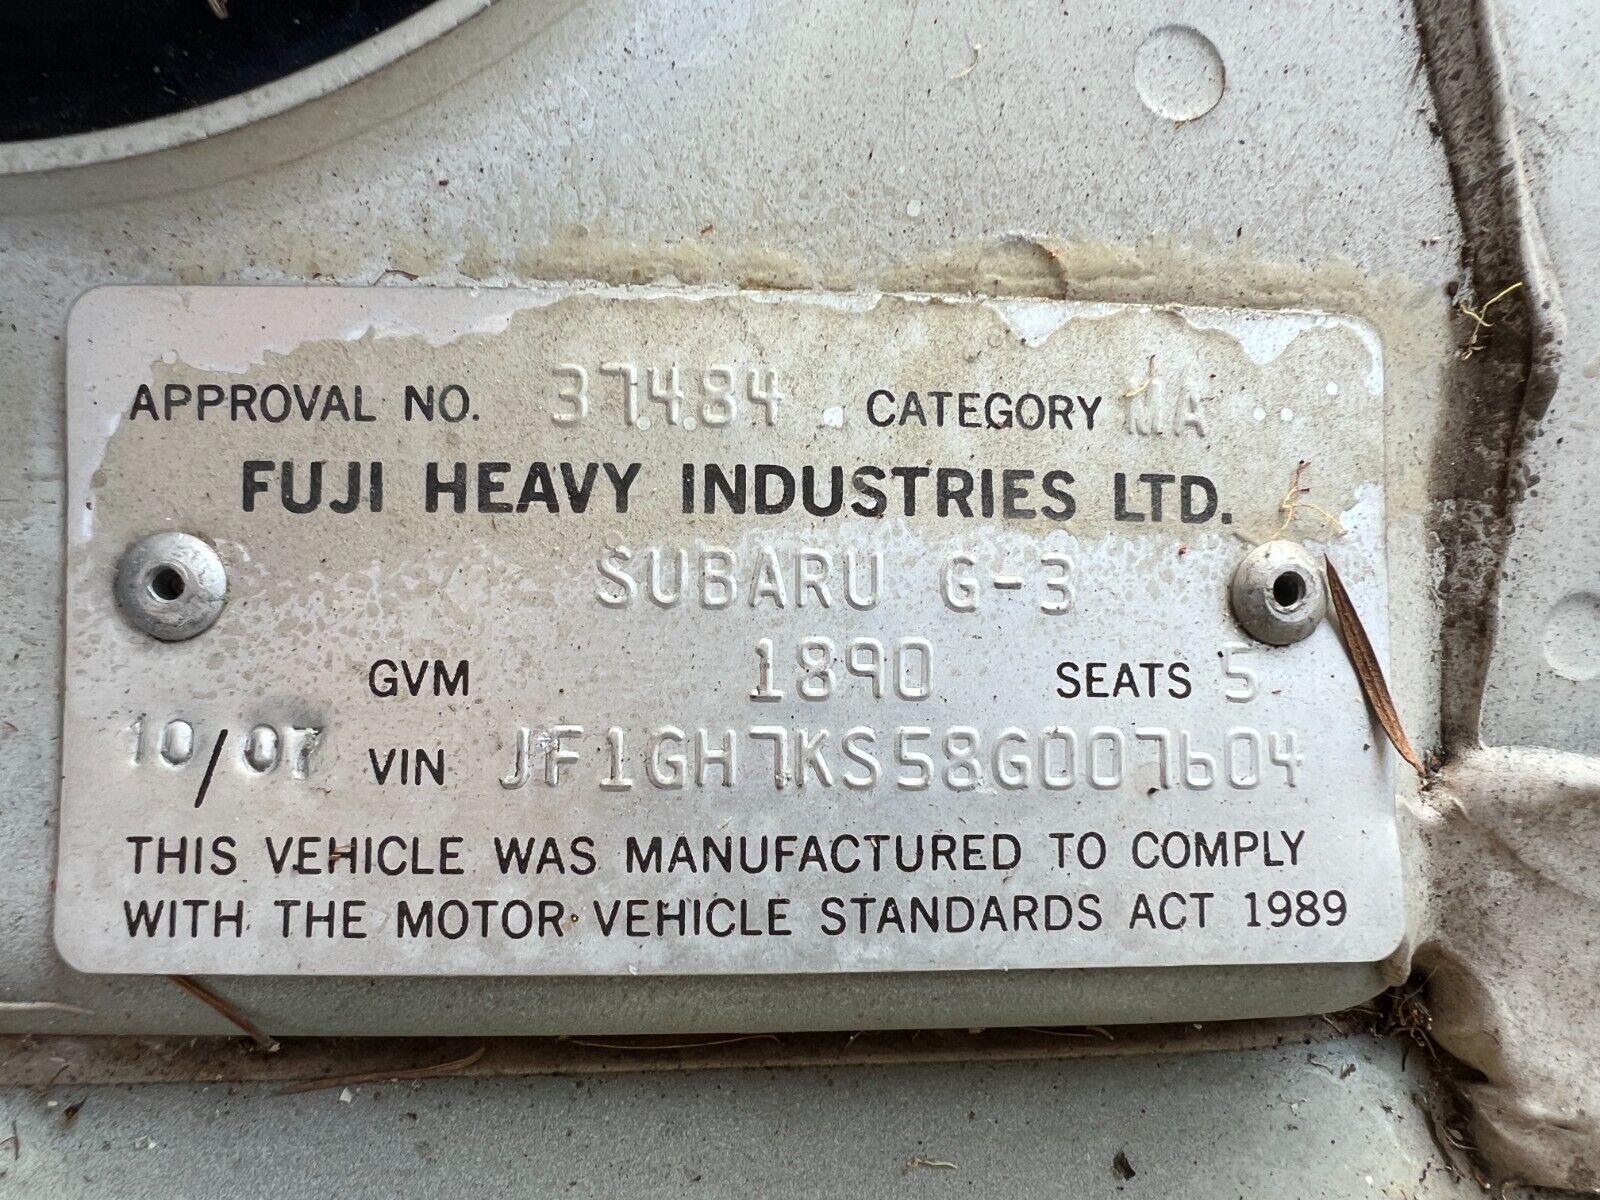 APPROVAL NO. 37484 CATEGORY MA
FUJI HEAVY INDUSTRIES LTD.
SUBARU G-3
GVM 1890 SEATS 5
10/07 VIN JF1GH7KS58G007604
THIS VEHICLE WAS MANUFACTURED TO COMPLY
WITH THE MOTOR VEHICLE STANDARDS ACT 1989